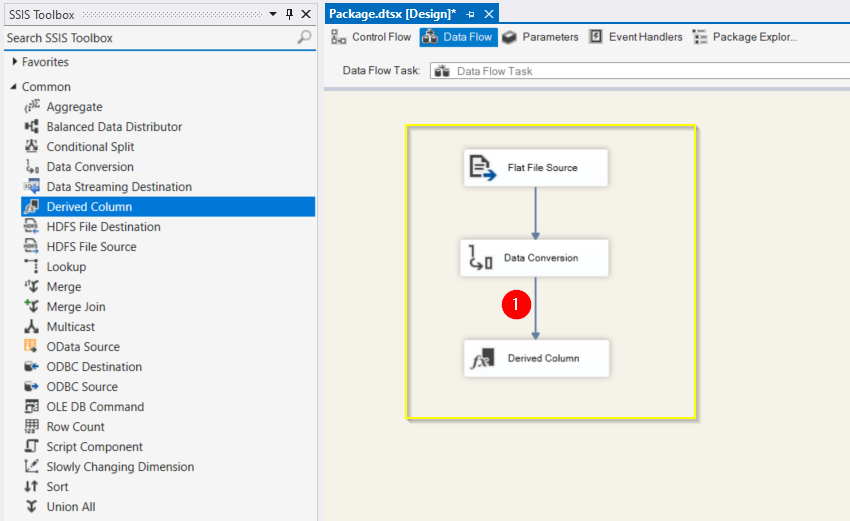 SSIS Toolbox
Search SSIS Toolbox
Favorites
Common
Aggregate
Balanced Data Distributor
Conditional Split
Data Conversion
Data Streaming Destination
Derived Column
HDFS File Destination
HDFS File Source
Lookup
Merge
Merge Join
Multicast
OData Source
ODBC Destination
ODBC Source
OLE DB Command
Row Count
Script Component
Slowly Changing Dimension
Sort
Union All
Package.dtsx [Design]*
Control Flow Data Flow Parameters Event Handlers Package Explor...
Data Flow Task: Data Flow Task
Flat File Source
Data Conversion
1
Derived Column